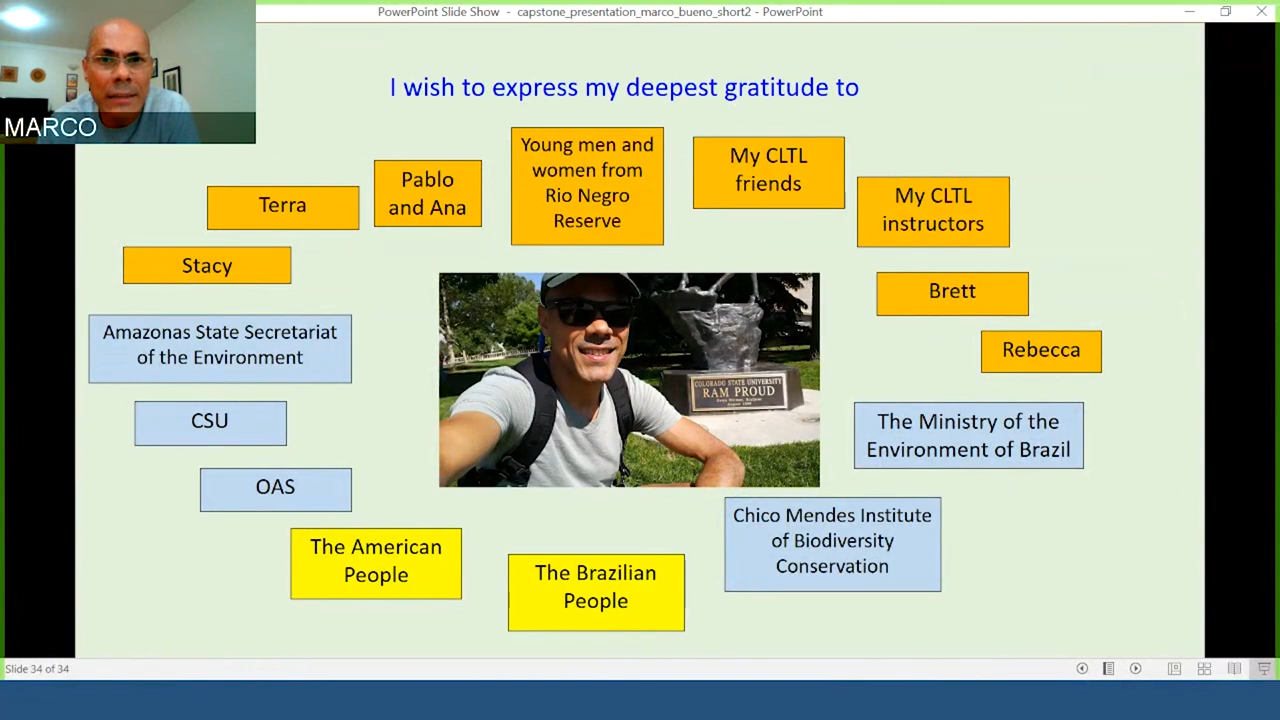 PowerPoint Slide Show - capstone_presentation_marco_bueno_short2 - PowerPoint
MARCO
I wish to express my deepest gratitude to
Young men and
women from
Rio Negro
Reserve
My CLTL
friends
Pablo
and Ana
My CLTL
instructors
Terra
Stacy
Brett
Amazonas State Secretariat
of the Environment
Rebecca
COLORADO STATE UNIVERSITY
RAM PROUD
CSU
The Ministry of the
Environment of Brazil
OAS
Chico Mendes Institute
of Biodiversity
Conservation
The American
People
The Brazilian
People
Slide 34 of 34